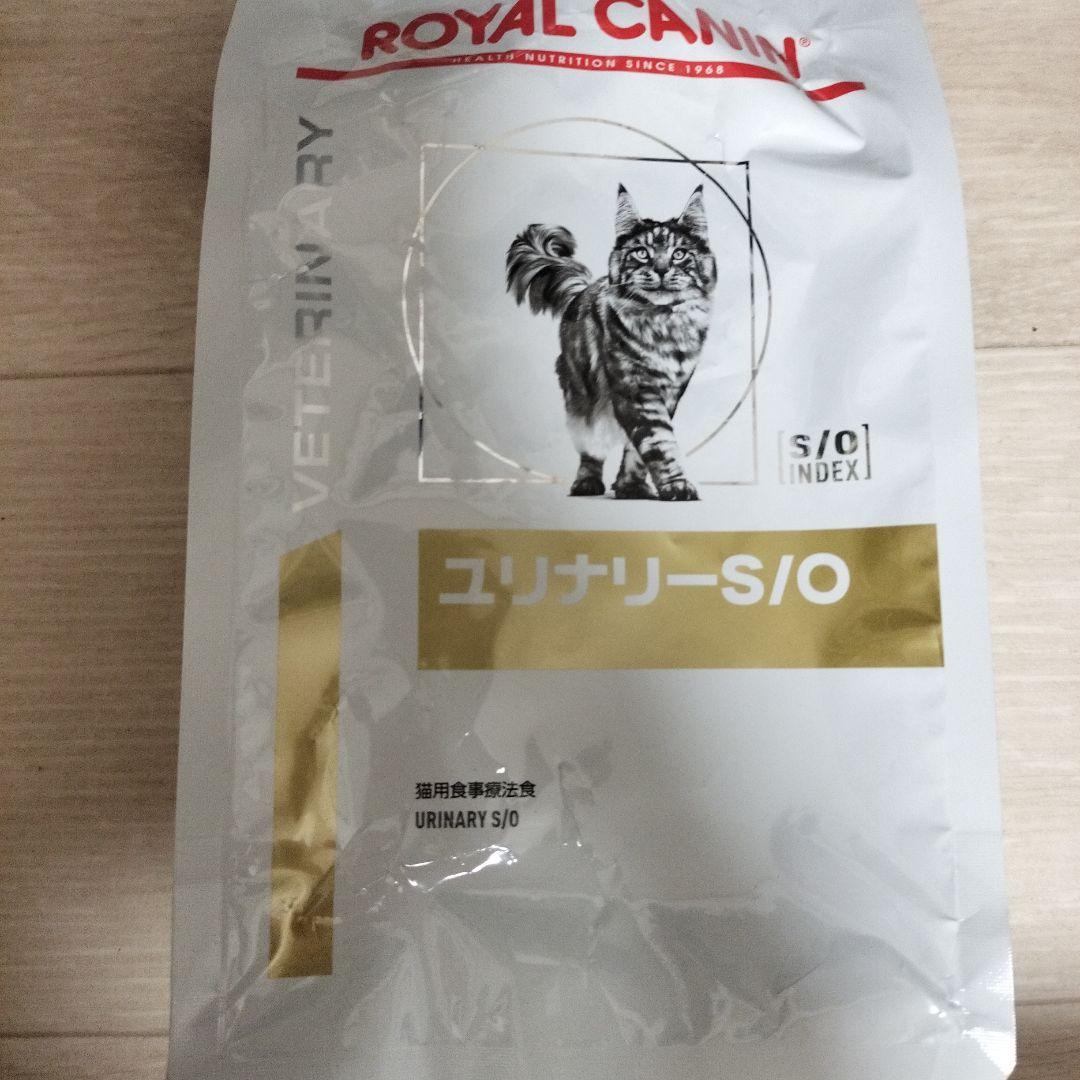 ROYAL CANIN®
HEALTH NUTRITION SINCE 1968
VETERINARY
S/O
INDEX
ユリナリーS/O
猫用食事療法食
URINARY S/O